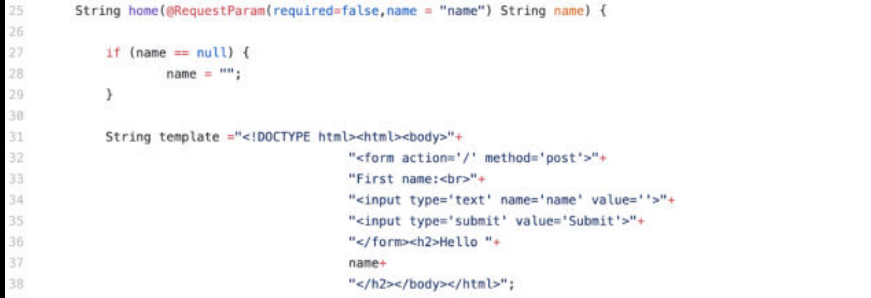 25 String home(@RequestParam(required=false,name = "name") String name) {
26
27 if (name == null) {
28 name = "";
29 }
30
31 String template ="<!DOCTYPE html><html><body>"+
32 "<form action='/' method='post'>"+
33 "First name:<br>"+
34 "<input type='text' name='name' value=''>"+
35 "<input type='submit' value='Submit'>"+
36 "</form><h2>Hello "+
37 name+
38 "</h2></body></html>";